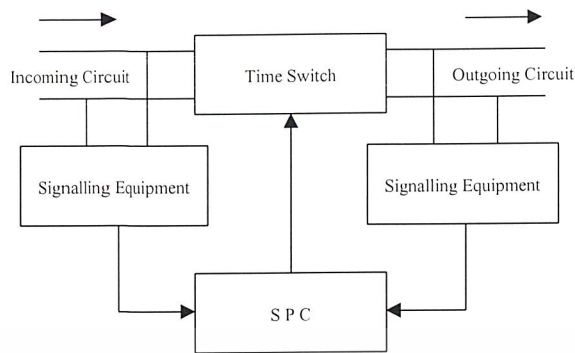 Incoming Circuit
Time Switch
Outgoing Circuit
Signalling Equipment
Signalling Equipment
S P C